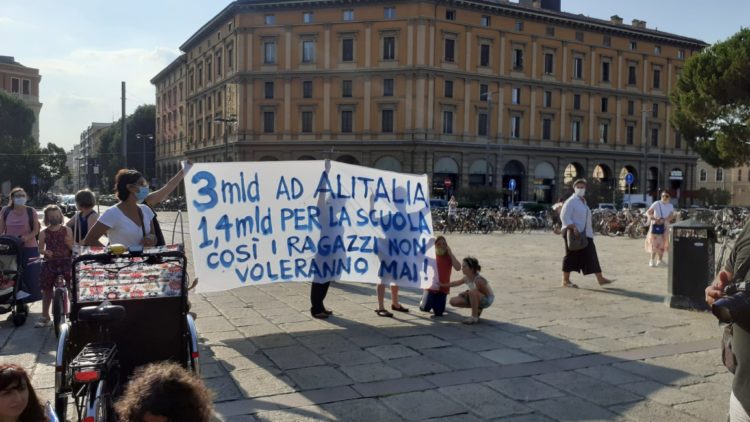 3 mld AD ALITALIA
1,4 mld PER LA SCUOLA
COSÌ I RAGAZZI NON
VOLERANNO MAI!